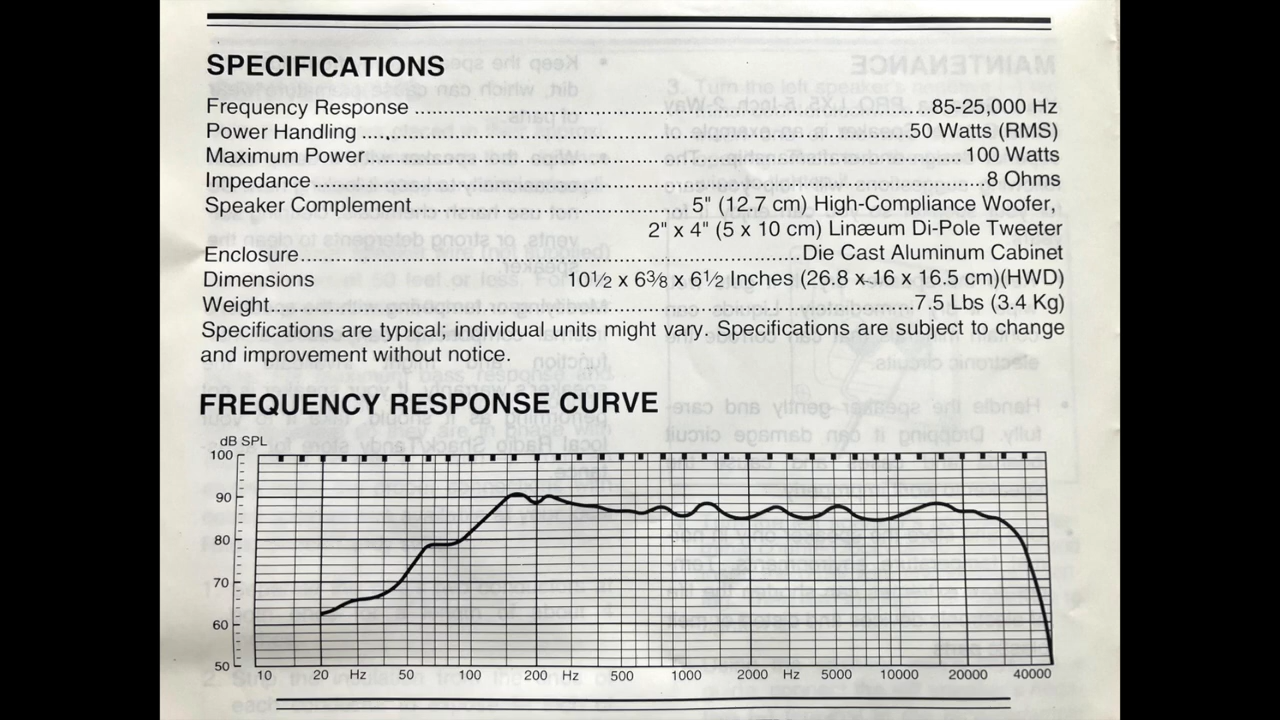 SPECIFICATIONS
Frequency Response ........ 85-25,000 Hz
Power Handling ........ 50 Watts (RMS)
Maximum Power ........ 100 Watts
Impedance ........ 8 Ohms
Speaker Complement ........ 5" (12.7 cm) High-Compliance Woofer,
2" x 4" (5 x 10 cm) Linæum Di-Pole Tweeter
Enclosure ........ Die Cast Aluminum Cabinet
Dimensions 10½ x 6⅜ x 6½ Inches (26.8 x 16 x 16.5 cm)(HWD)
Weight ........ 7.5 Lbs (3.4 Kg)
Specifications are typical; individual units might vary. Specifications are subject to change
and improvement without notice.
FREQUENCY RESPONSE CURVE
dB SPL
100
90
80
70
60
50
10 20 Hz 50 100 200 Hz 500 1000 2000 Hz 5000 10000 20000 40000